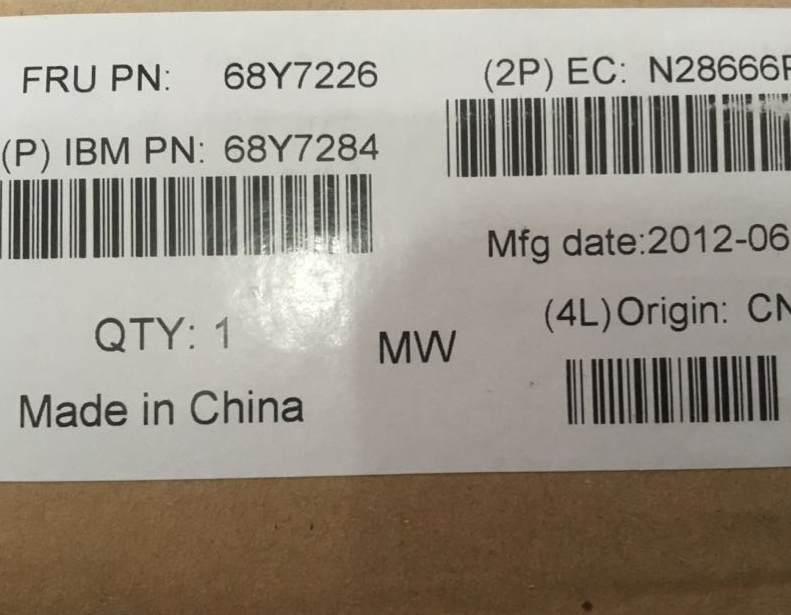 FRU PN: 68Y7226
(P) IBM PN: 68Y7284
QTY: 1
Made in China
MW
(2P) EC: N28666
Mfg date:2012-06
(4L)Origin: CN